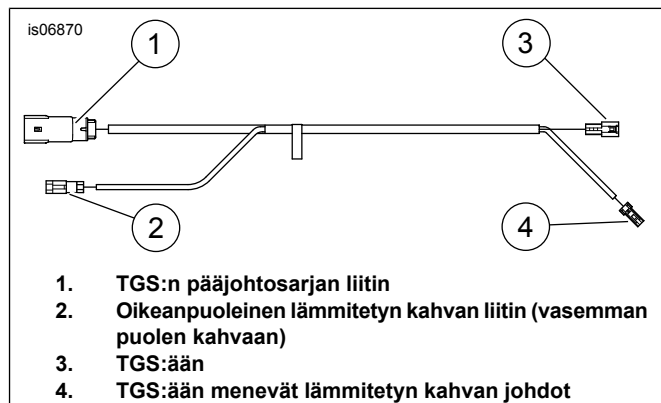 is06870
1
3
2
4
1. TGS:n pääjohtosarjan liitin
2. Oikeanpuoleinen lämmitetyn kahvan liitin (vasemman
puolen kahvaan)
3. TGS:ään
4. TGS:ään menevät lämmitetyn kahvan johdot